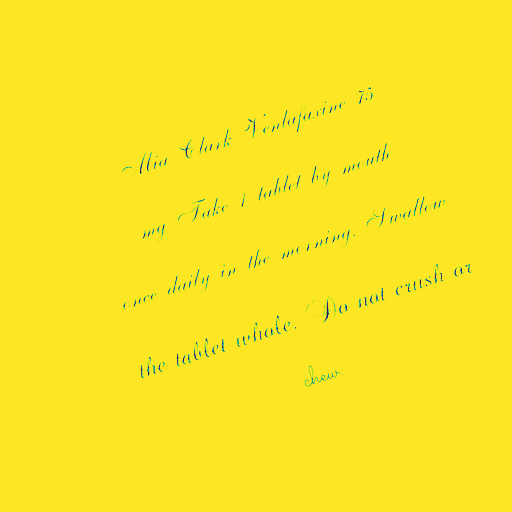 Mia Clark Venlafaxine 75
mg Take 1 tablet by mouth
once daily in the morning. Swallow
the tablet whole. Do not crush or
chew.